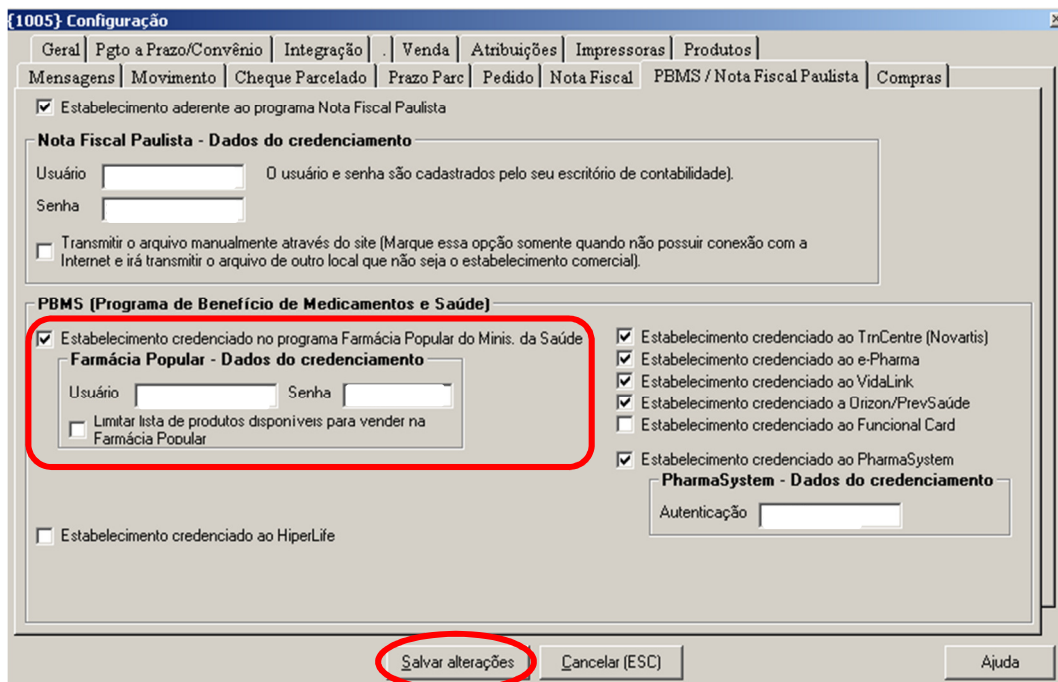 {1005} Configuração
Geral Pgto a Prazo/Convênio Integração . Venda Atribuições Impressoras Produtos
Mensagens Movimento Cheque Parcelado Prazo Parc Pedido Nota Fiscal PBMS / Nota Fiscal Paulista Compras
Estabelecimento aderente ao programa Nota Fiscal Paulista
Nota Fiscal Paulista - Dados do credenciamento
Usuário O usuário e senha são cadastrados pelo seu escritório de contabilidade).
Senha
Transmitir o arquivo manualmente através do site (Marque essa opção somente quando não possuir conexão com a
Internet e irá transmitir o arquivo de outro local que não seja o estabelecimento comercial).
PBMS (Programa de Benefício de Medicamentos e Saúde)
Estabelecimento credenciado no programa Farmácia Popular do Minis. da Saúde
Farmácia Popular - Dados do credenciamento
Usuário Senha
Limitar lista de produtos disponíveis para vender na
Farmácia Popular
Estabelecimento credenciado ao HiperLife
Estabelecimento credenciado ao TrnCentre (Novartis)
Estabelecimento credenciado ao e-Pharma
Estabelecimento credenciado ao VidaLink
Estabelecimento credenciado a Orizon/PrevSaúde
Estabelecimento credenciado ao Funcional Card
Estabelecimento credenciado ao PharmaSystem
PharmaSystem - Dados do credenciamento
Autenticação
Salvar alterações Cancelar (ESC) Ajuda